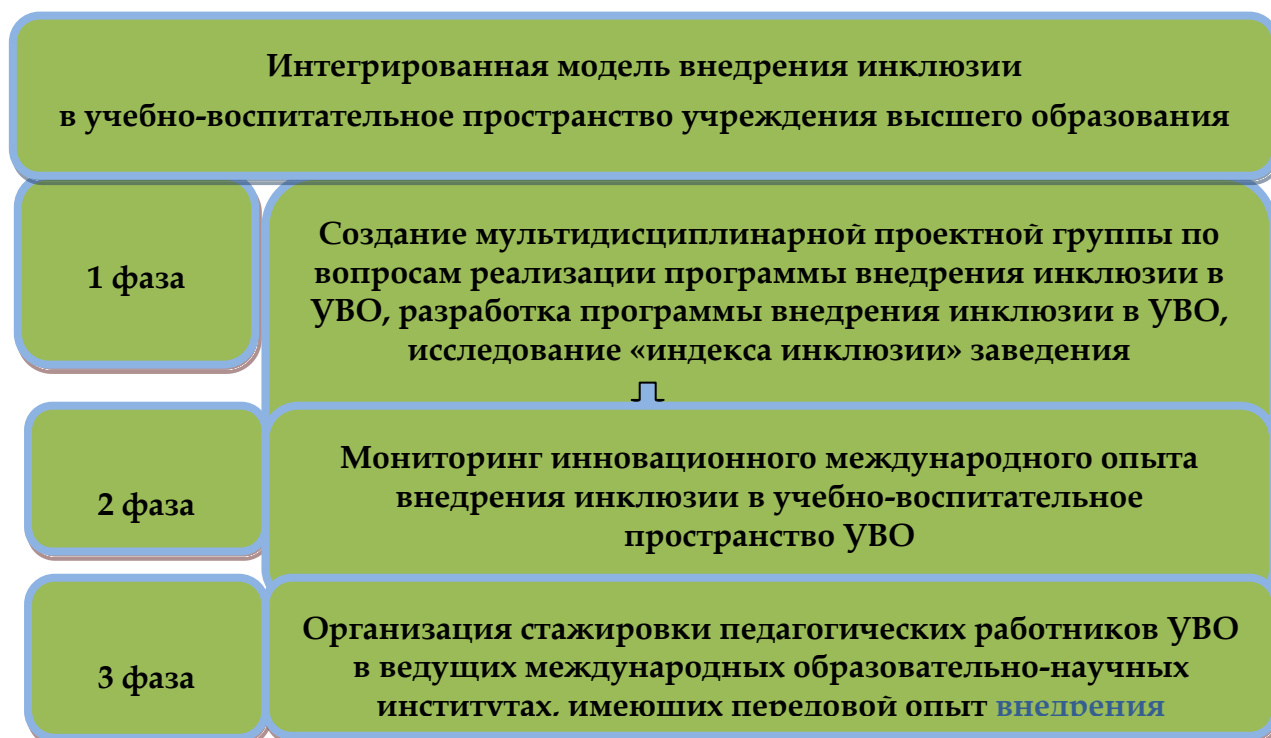 Интегрированная модель внедрения инклюзии
в учебно-воспитательное пространство учреждения высшего образования
1 фаза
Создание мультидисциплинарной проектной группы по
вопросам реализации программы внедрения инклюзии в
УВО, разработка программы внедрения инклюзии в УВО,
исследование «индекса инклюзии» заведения
2 фаза
Мониторинг инновационного международного опыта
внедрения инклюзии в учебно-воспитательное
пространство УВО
3 фаза
Организация стажировки педагогических работников УВО
в ведущих международных образовательно-научных
институтах, имеющих передовой опыт внедрения